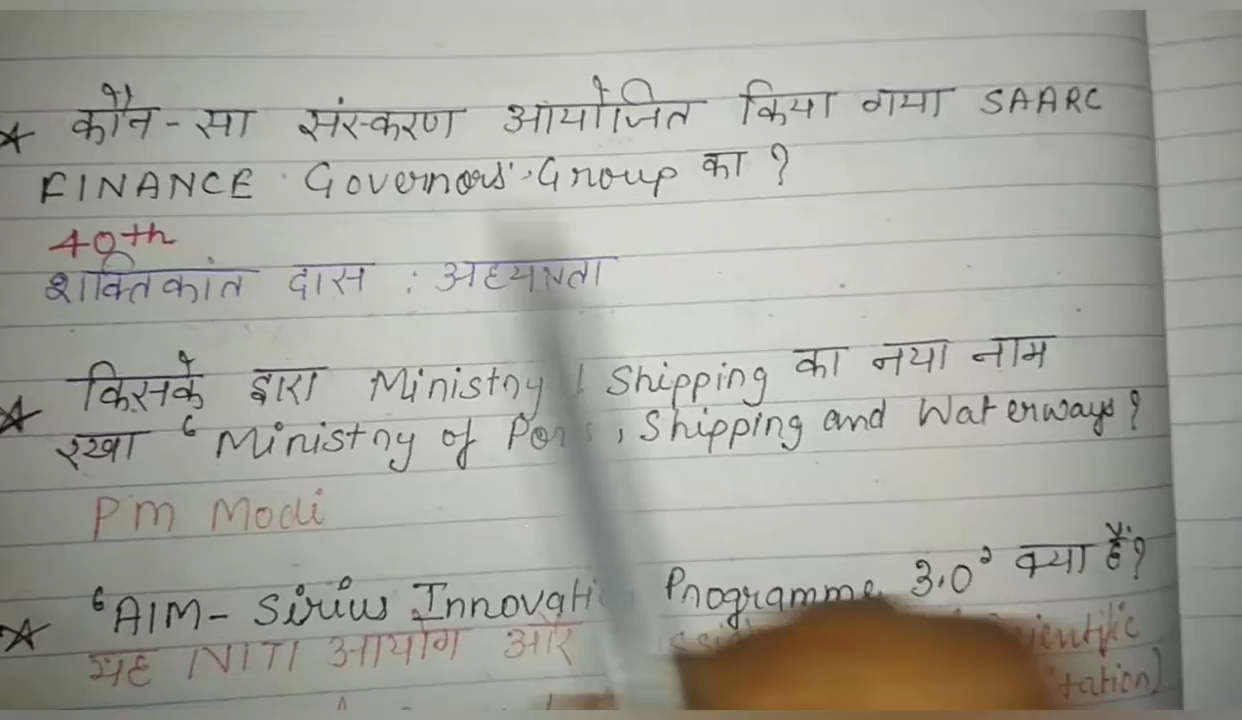 ★ कौन-सा संस्करण आयोजित किया गया SAARC
FINANCE Governors' Group का ?
40th
शक्तिकांत दास : अध्यक्षता
★ किसके द्वारा Ministry Shipping का नया नाम
रखा ‘Ministry of , Shipping and Waterways ?
PM Modi
★ ‘AIM- Sirius Programme 3.0’ क्या है?
यह NITI आयोग और